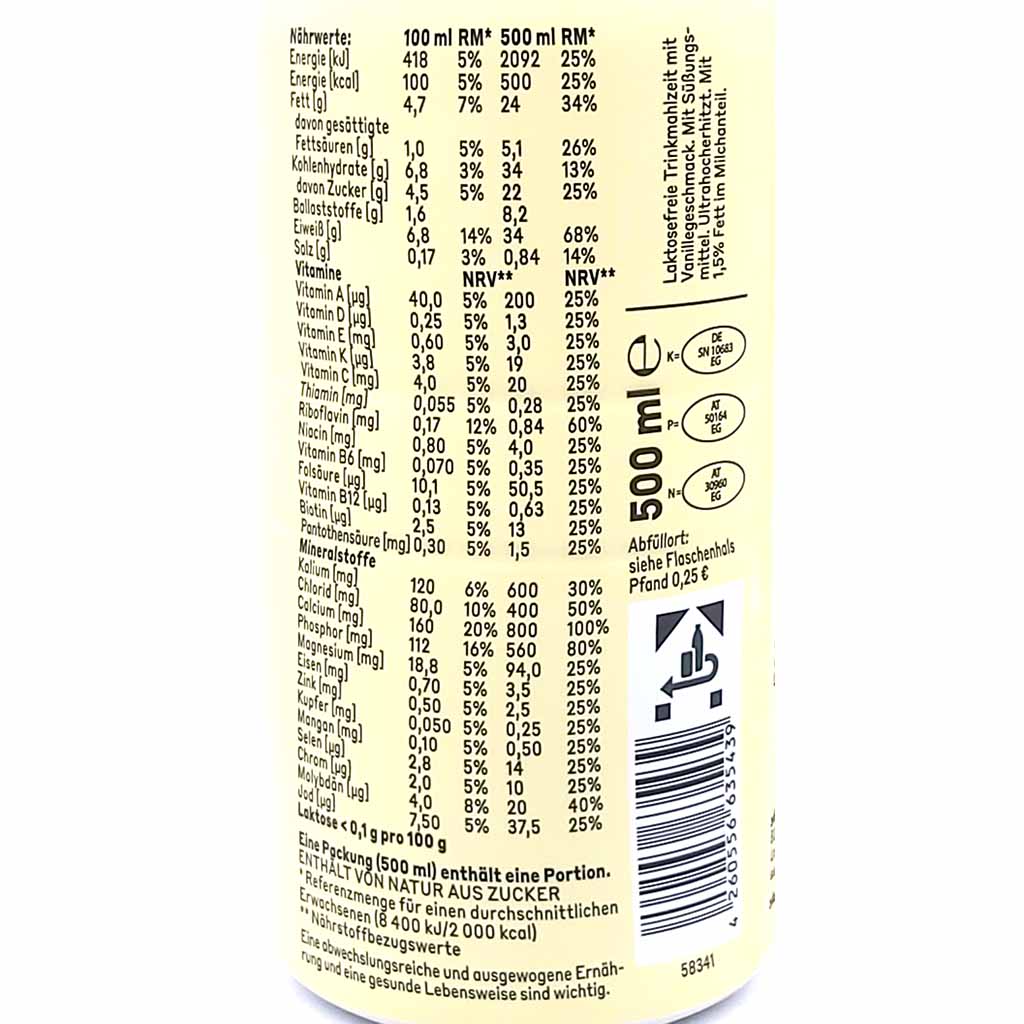 Nährwerte: 100 ml RM* 500 ml RM*
Energie [kJ] 418 5% 2092 25%
Energie [kcal] 100 5% 500 25%
Fett [g] 4,7 7% 24 34%
davon gesättigte
Fettsäuren [g] 1,0 5% 5,1 26%
Kohlenhydrate [g] 6,8 3% 34 13%
davon Zucker [g] 4,5 5% 22 25%
Ballaststoffe [g] 1,6 8,2
Eiweiß [g] 6,8 14% 34 68%
Salz [g] 0,17 3% 0,84 14%
Vitamine NRV** NRV**
Vitamin A [µg] 40,0 5% 200 25%
Vitamin D [µg] 0,25 5% 1,3 25%
Vitamin E [mg] 0,60 5% 3,0 25%
Vitamin K [µg] 3,8 5% 19 25%
Vitamin C [mg] 4,0 5% 20 25%
Thiamin [mg] 0,055 5% 0,28 25%
Riboflavin [mg] 0,17 12% 0,84 60%
Niacin [mg] 0,80 5% 4,0 25%
Vitamin B6 [mg] 0,070 5% 0,35 25%
Folsäure [µg] 10,1 5% 50,5 25%
Vitamin B12 [µg] 0,13 5% 0,63 25%
Biotin [µg] 2,5 5% 13 25%
Pantothensäure [mg] 0,30 5% 1,5 25%
Mineralstoffe
Kalium [mg] 120 6% 600 30%
Chlorid [mg] 80,0 10% 400 50%
Calcium [mg] 160 20% 800 100%
Phosphor [mg] 112 16% 560 80%
Magnesium [mg] 18,8 5% 94,0 25%
Eisen [mg] 0,70 5% 3,5 25%
Zink [mg] 0,50 5% 2,5 25%
Kupfer [mg] 0,050 5% 0,25 25%
Mangan [mg] 0,10 5% 0,50 25%
Selen [µg] 2,8 5% 14 25%
Chrom [µg] 2,0 5% 10 25%
Molybdän [µg] 4,0 8% 20 40%
Jod [µg] 7,50 5% 37,5 25%
Laktose < 0,1 g pro 100 g
Eine Packung (500 ml) enthält eine Portion.
ENTHÄLT VON NATUR AUS ZUCKER
* Referenzmenge für einen durchschnittlichen
Erwachsenen (8 400 kJ/2 000 kcal)
** Nährstoffbezugswerte
Eine abwechslungsreiche und ausgewogene Ernäh-
rung und eine gesunde Lebensweise sind wichtig.
Laktosefreie Trinkmahlzeit mit
Vanillegeschmack. Mit Süßungs-
mittel. Ultrahocherhitzt. Mit
1,5% Fett im Milchanteil.
500 ml e
K= DE
SN 10683
EG
P= AT
50164
EG
N= AT
30960
EG
Abfüllort:
siehe Flaschenhals
Pfand 0,25 €
4 260556 635439
58341